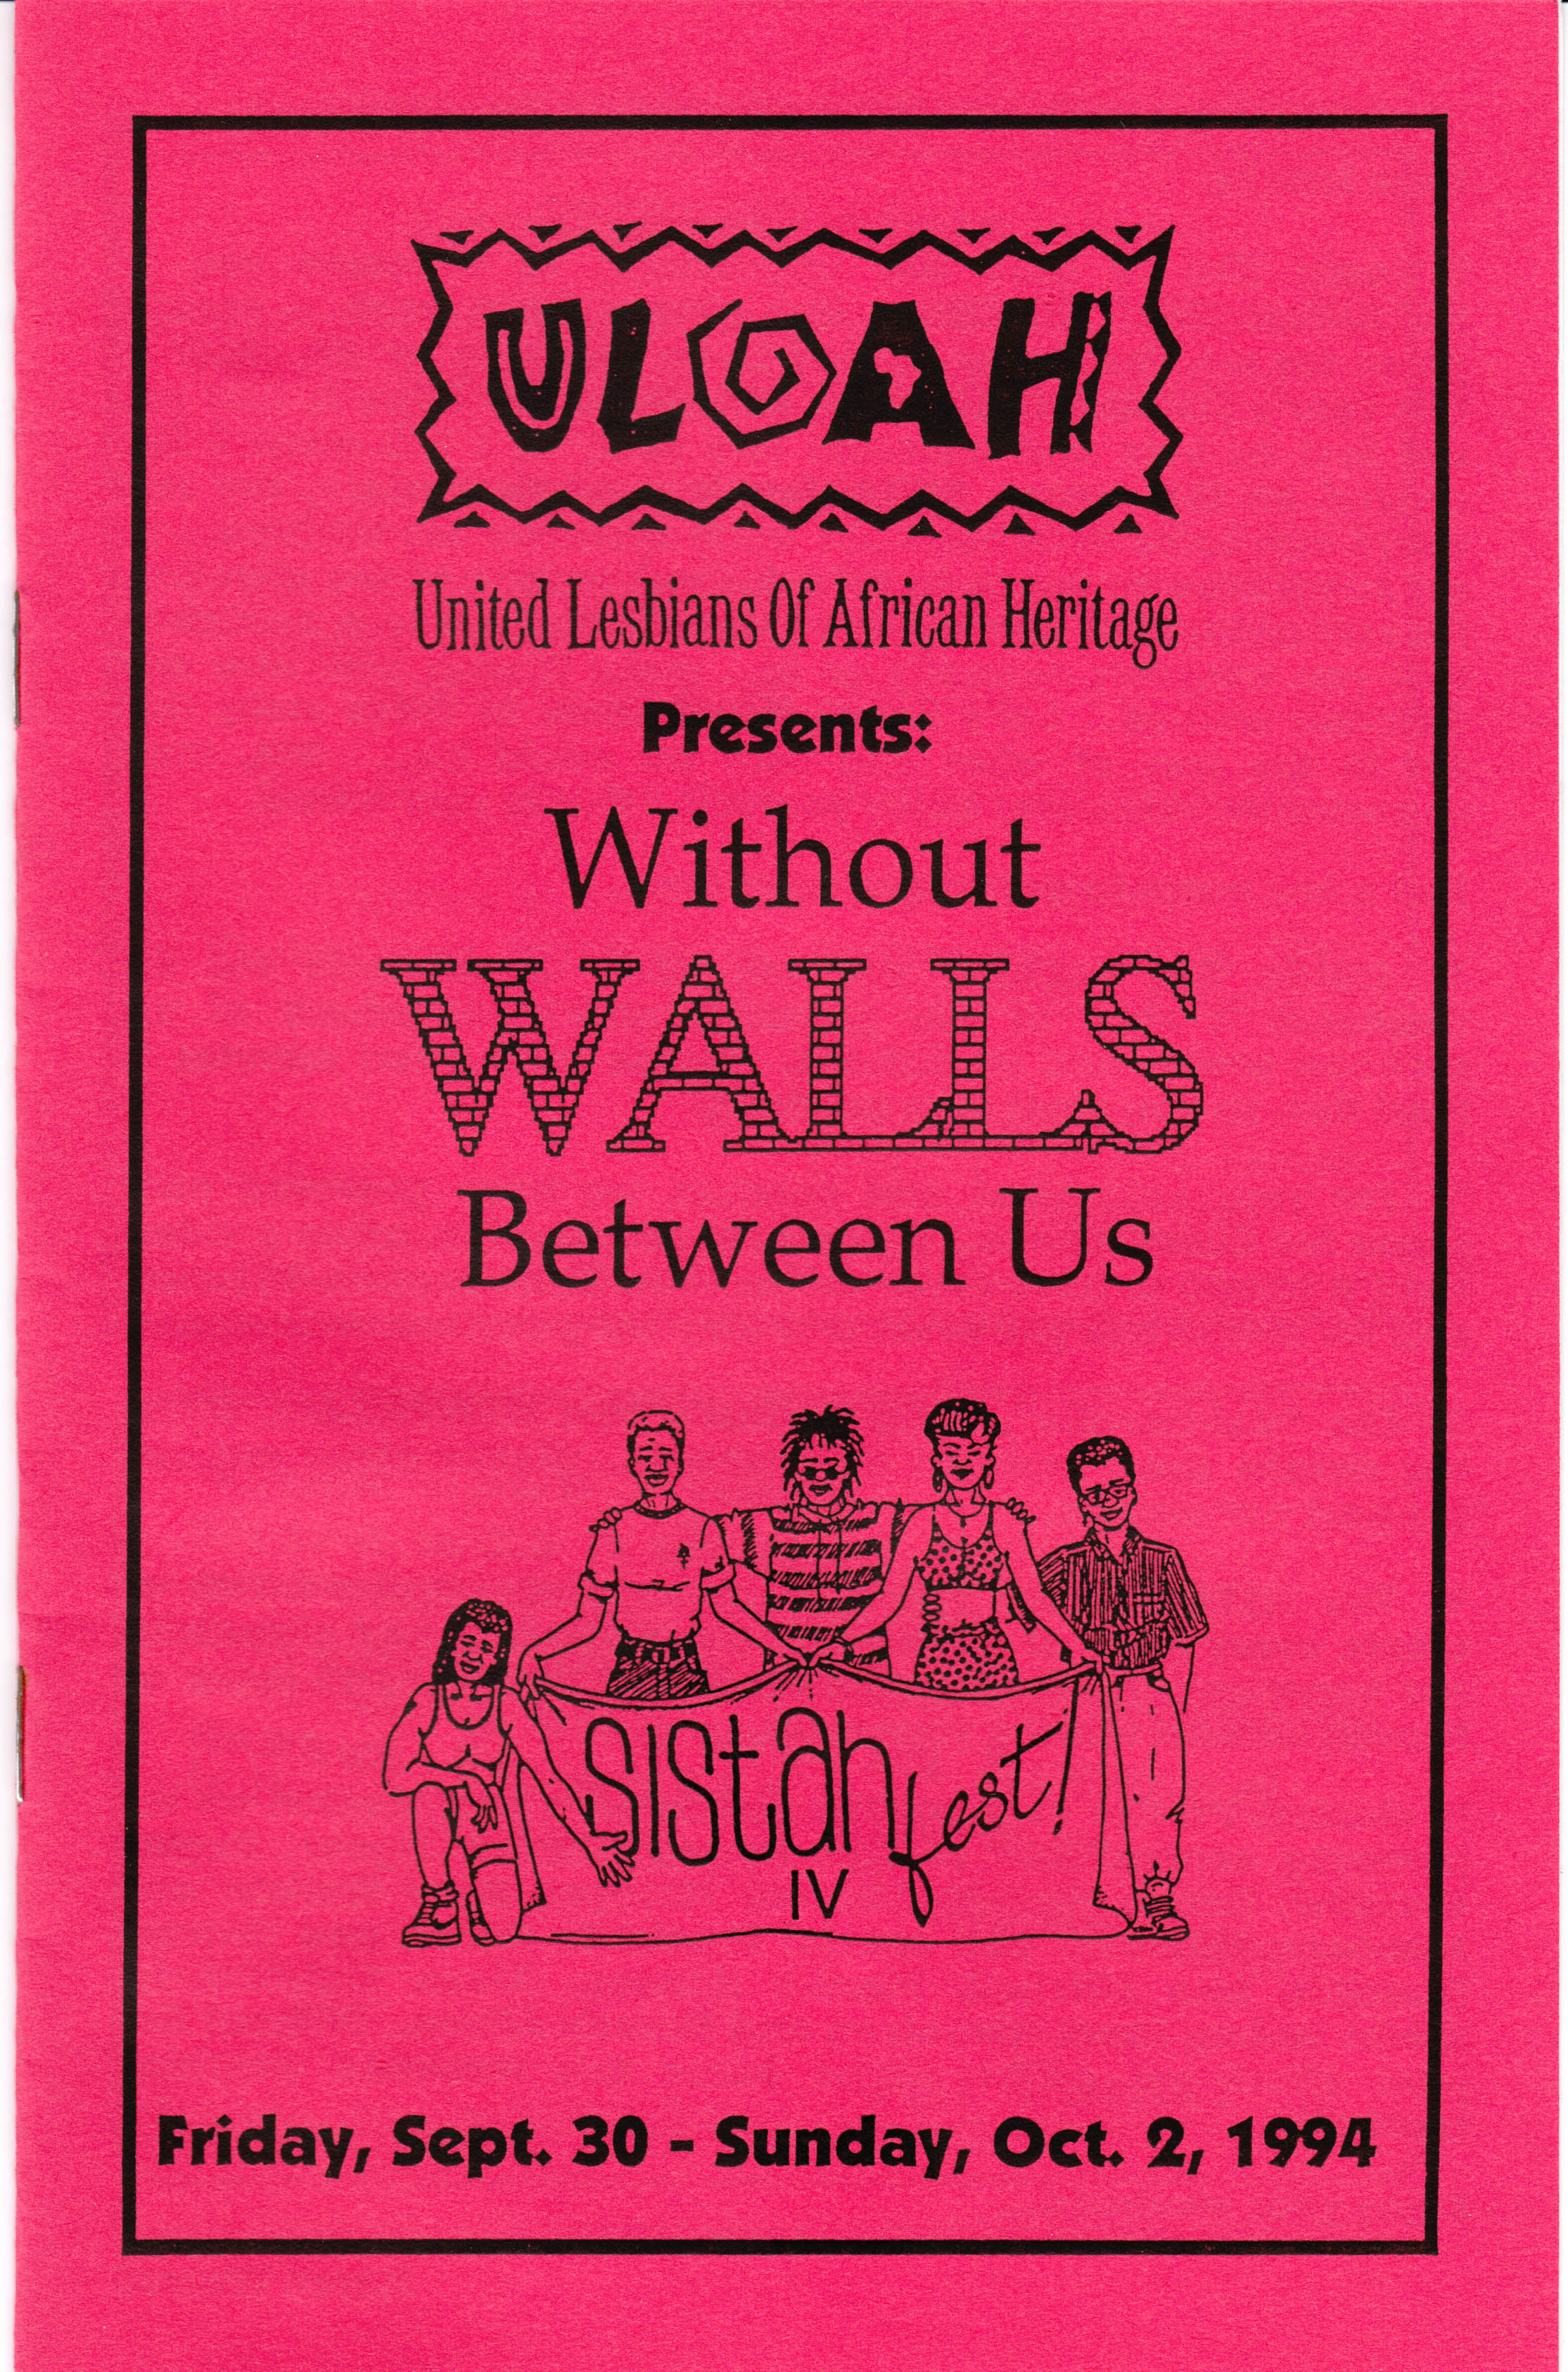 ULOAH
United Lesbians Of African Heritage
Presents:
Without
WALLS
Between Us
SIStah fest!
IV
Friday, Sept. 30 - Sunday, Oct. 2, 1994